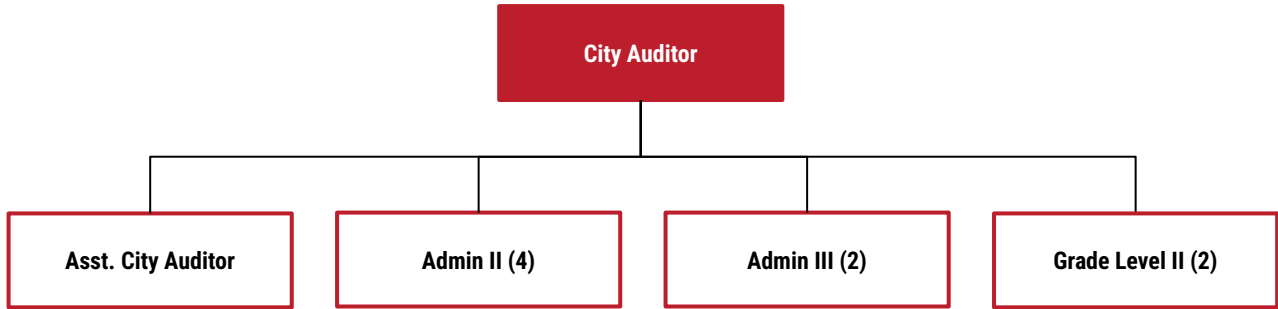 City Auditor
Asst. City Auditor
Admin II (4)
Admin III (2)
Grade Level II (2)